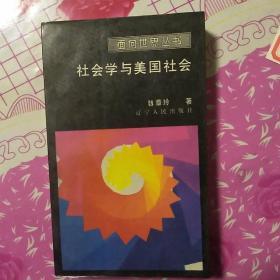 面向世界丛书
社会学与美国社会
魏章玲 著
辽宁人民出版社